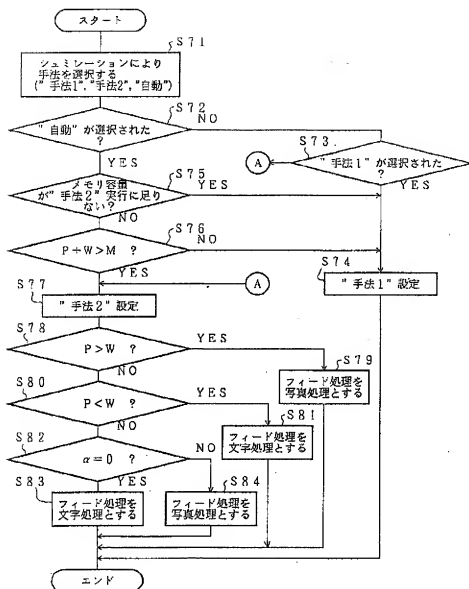 スタート
S71
シュミレーションにより
手法を選択する
("手法1","手法2","自動")
S72
"自動"が選択された
?
NO
YES
S73
"手法1"が選択された
?
A
YES
S75
メモリ容量
が"手法2"実行に足り
ない?
YES
NO
S76
P+W>M ?
NO
YES
A
S74
"手法1"設定
S77
"手法2"設定
S78
P>W ?
YES
NO
S79
フィード処理を
写真処理とする
S80
P<W ?
YES
NO
S81
フィード処理を
文字処理とする
S82
α=0 ?
NO
YES
S83
フィード処理を
文字処理とする
S84
フィード処理を
写真処理とする
エンド